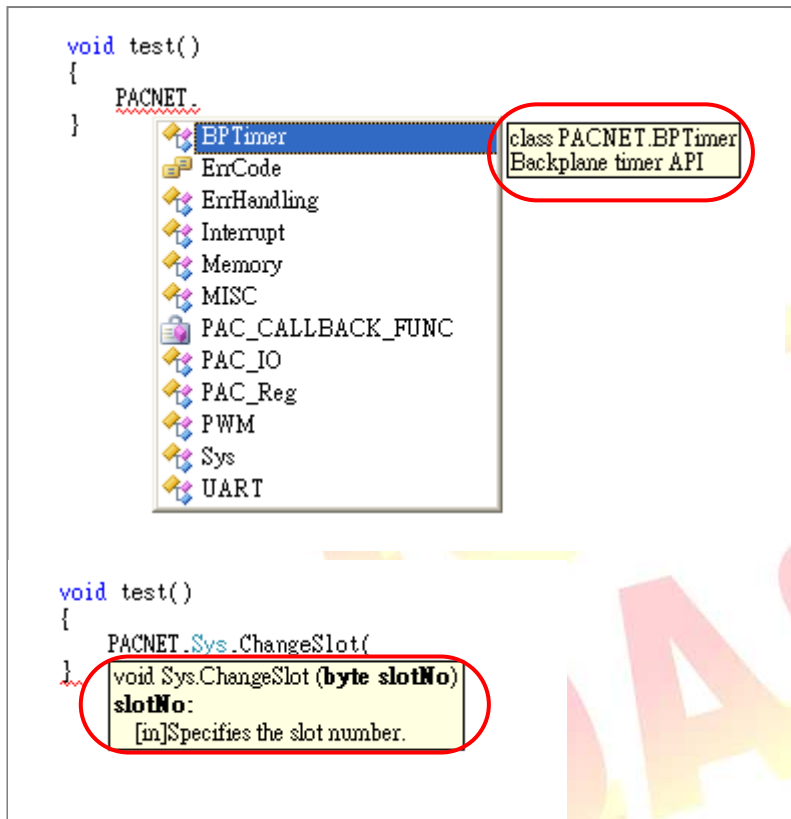 void test()
{
PACNET.
}
BPTimer
class PACNET.BPTimer
Backplane timer API
ErrCode
ErrHandling
Interrupt
Memory
MISC
PAC_CALLBACK_FUNC
PAC_IO
PAC_Reg
PWM
Sys
UART
void test()
{
PACNET.Sys.ChangeSlot(
}
void Sys.ChangeSlot (byte slotNo)
slotNo:
[in]Specifies the slot number.